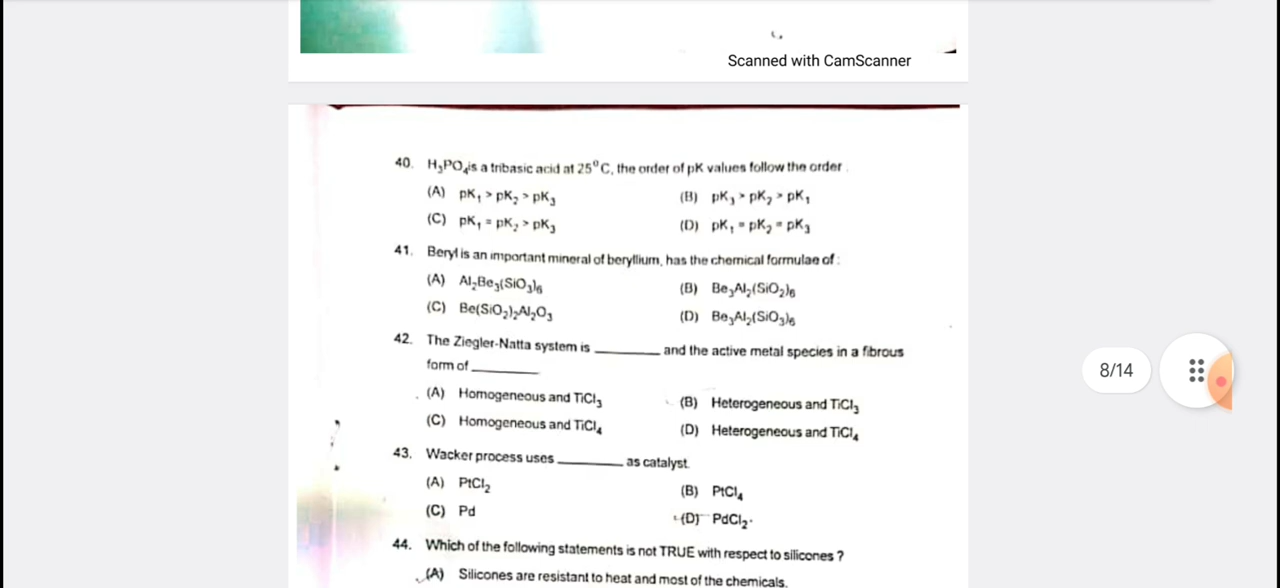 Scanned with CamScanner
40. H₃PO₄is a tribasic acid at 25⁰C, the order of pK values follow the order :
(A) pK₁ > pK₂ > pK₃ (B) pK₃ > pK₂ > pK₁
(C) pK₁ = pK₂ > pK₃ (D) pK₁ = pK₂ = pK₃
41. Beryl is an important mineral of beryllium, has the chemical formulae of :
(A) Al₂Be₃(SiO₃)₆ (B) Be₃Al₂(SiO₂)₆
(C) Be(SiO₂)₂Al₂O₃ (D) Be₃Al₂(SiO₃)₆
42. The Ziegler-Natta system is ________ and the active metal species in a fibrous
form of ________
(A) Homogeneous and TiCl₃ (B) Heterogeneous and TiCl₃
(C) Homogeneous and TiCl₄ (D) Heterogeneous and TiCl₄
43. Wacker process uses ________ as catalyst.
(A) PtCl₂ (B) PtCl₄
(C) Pd (D) PdCl₂.
44. Which of the following statements is not TRUE with respect to silicones ?
(A) Silicones are resistant to heat and most of the chemicals.
8/14